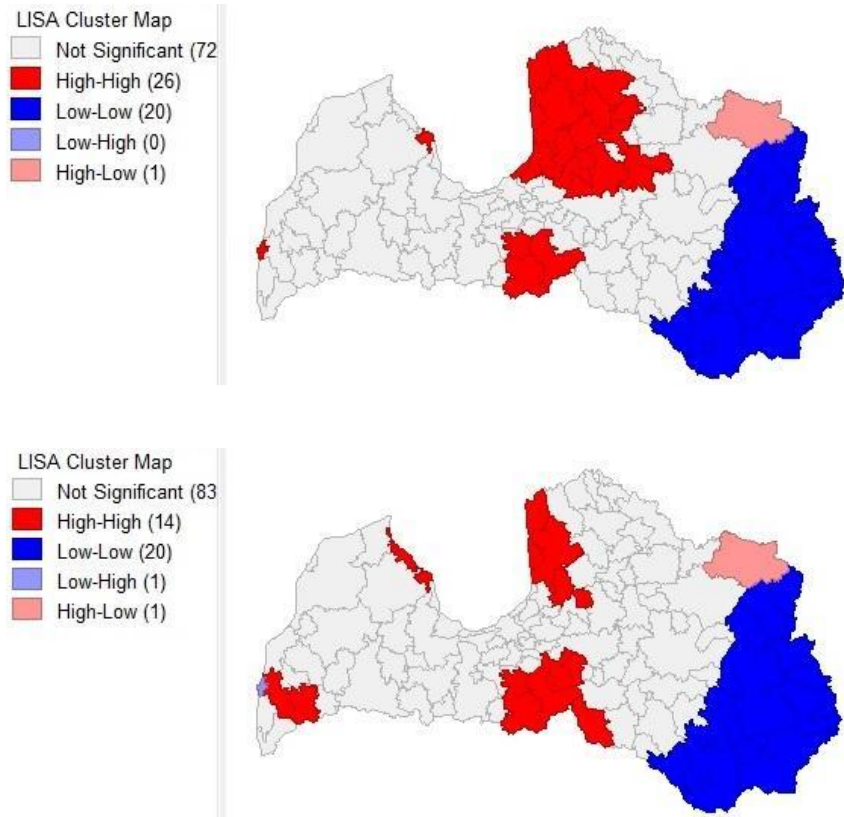 LISA Cluster Map
Not Significant (72
High-High (26)
Low-Low (20)
Low-High (0)
High-Low (1)
LISA Cluster Map
Not Significant (83
High-High (14)
Low-Low (20)
Low-High (1)
High-Low (1)